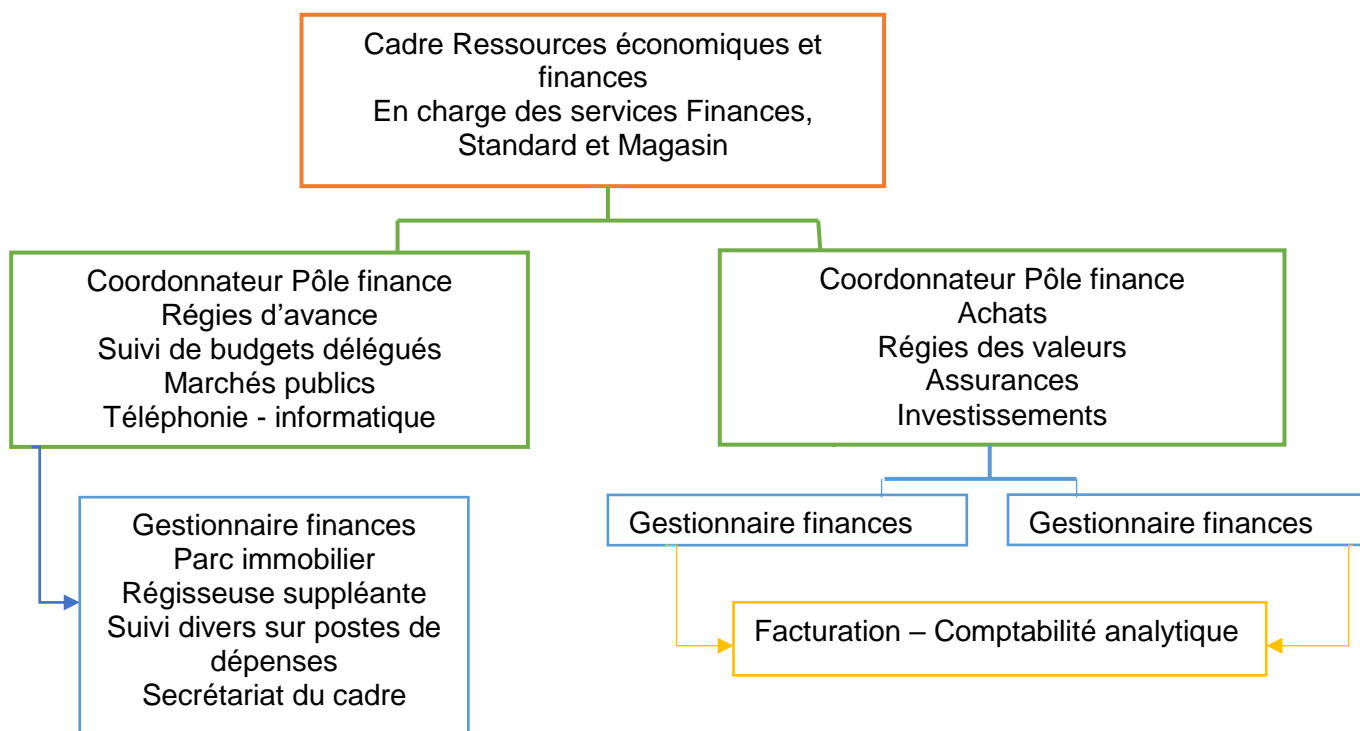 Cadre Ressources économiques et
finances
En charge des services Finances,
Standard et Magasin
Coordonnateur Pôle finance
Régies d’avance
Suivi de budgets délégués
Marchés publics
Téléphonie - informatique
Coordonnateur Pôle finance
Achats
Régies des valeurs
Assurances
Investissements
Gestionnaire finances
Parc immobilier
Régisseuse suppléante
Suivi divers sur postes de
dépenses
Secrétariat du cadre
Gestionnaire finances
Gestionnaire finances
Facturation – Comptabilité analytique